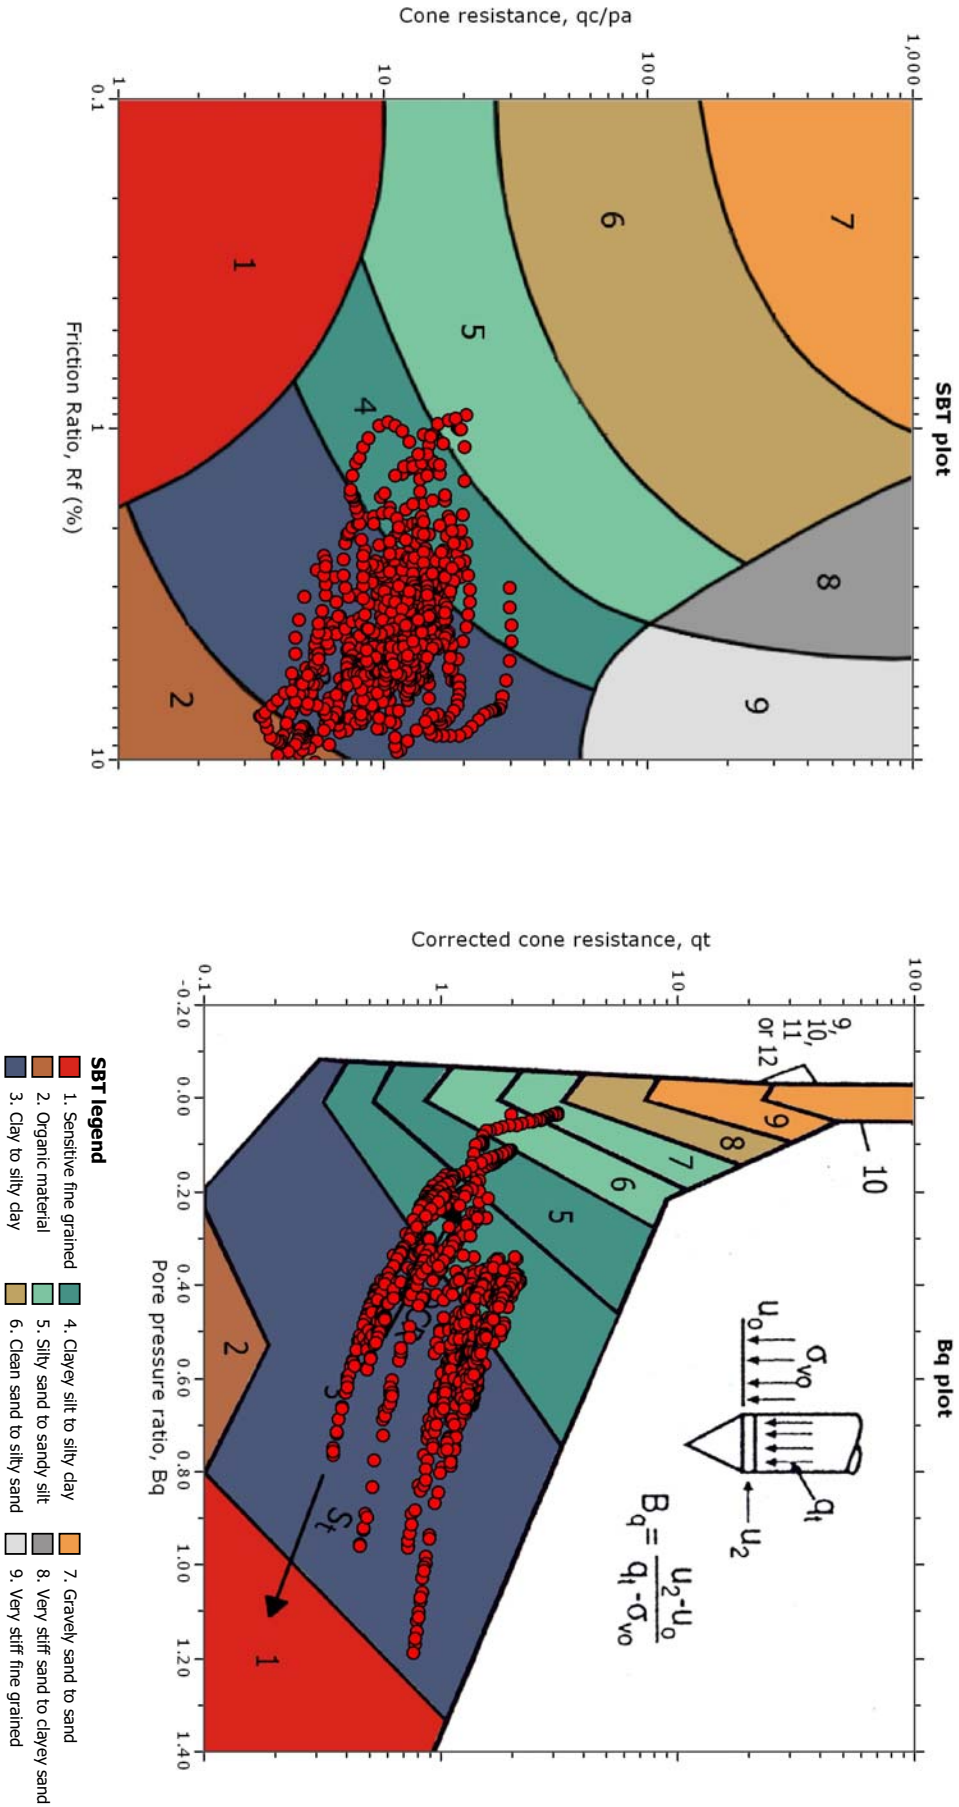 SBT plot
Cone resistance, qc/pa
1,000
100
10
1
7
6
8
5
9
4
1
3
2
0.1
1
10
Friction Ratio, Rf (%)
Bq plot
Corrected cone resistance, qt
100
10
1
0.1
9,
10,
11
or 12
10
9
8
7
6
5
3
2
1
OCR
St
σvo
uo
qt
u2
Bq = u2-uo
qt-σvo
-0.20
0.00
0.20
0.40
0.60
0.80
1.00
1.20
1.40
Pore pressure ratio, Bq
SBT legend
1. Sensitive fine grained
2. Organic material
3. Clay to silty clay
4. Clayey silt to silty clay
5. Silty sand to sandy silt
6. Clean sand to silty sand
7. Gravely sand to sand
8. Very stiff sand to clayey sand
9. Very stiff fine grained